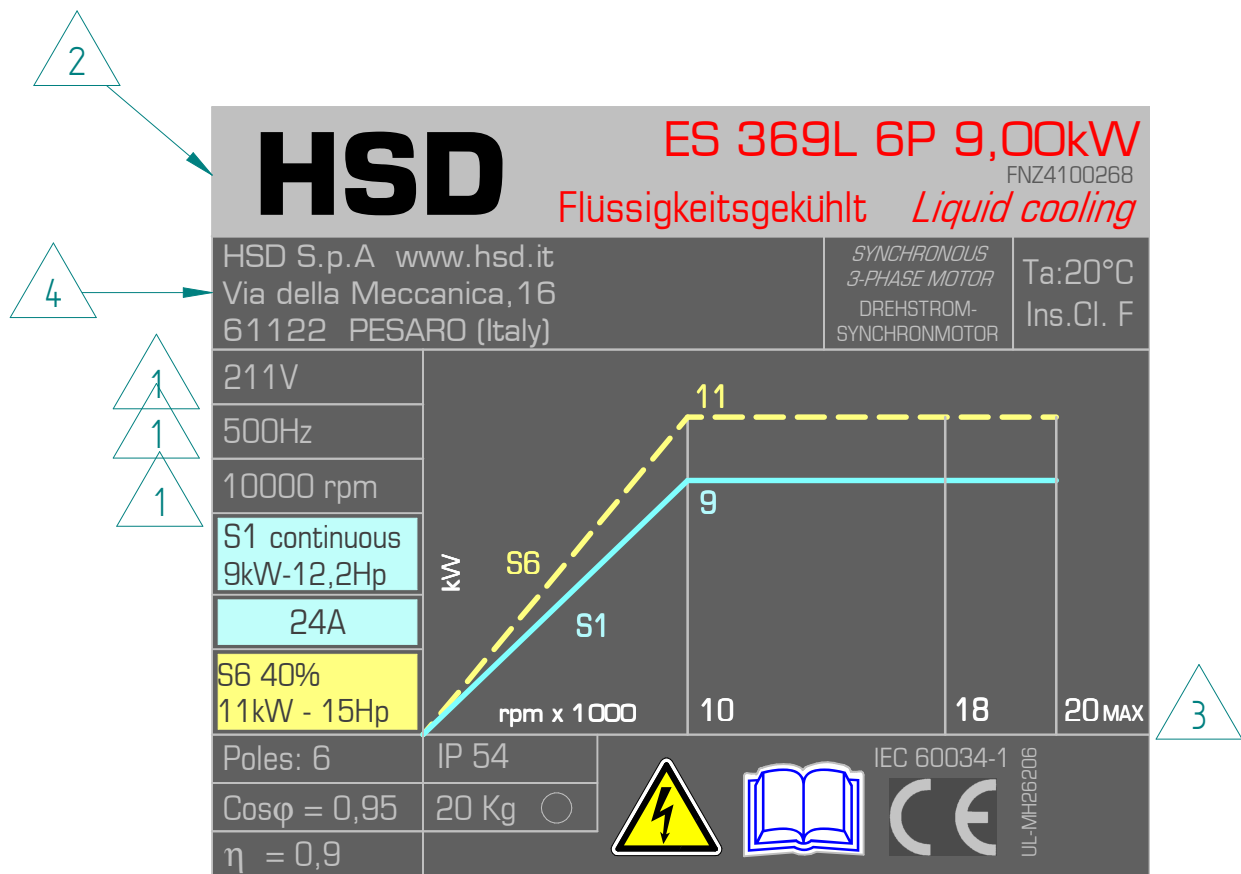 2
HSD
ES 369L 6P 9,00kW
FNZ4100268
Flüssigkeitsgekühlt Liquid cooling
4
HSD S.p.A www.hsd.it
Via della Meccanica,16
61122 PESARO (Italy)
SYNCHRONOUS
3-PHASE MOTOR
DREHSTROM-
SYNCHRONMOTOR
Ta:20°C
Ins.Cl. F
1
211V
1
500Hz
1
10000 rpm
S1 continuous
9kW-12,2Hp
24A
S6 40%
11kW - 15Hp
11
9
kW
S6
S1
rpm x 1000
10
18
20 MAX
3
Poles: 6
IP 54
Cosφ = 0,95
20 Kg
η = 0,9
IEC 60034-1
CE
UL-MH26206